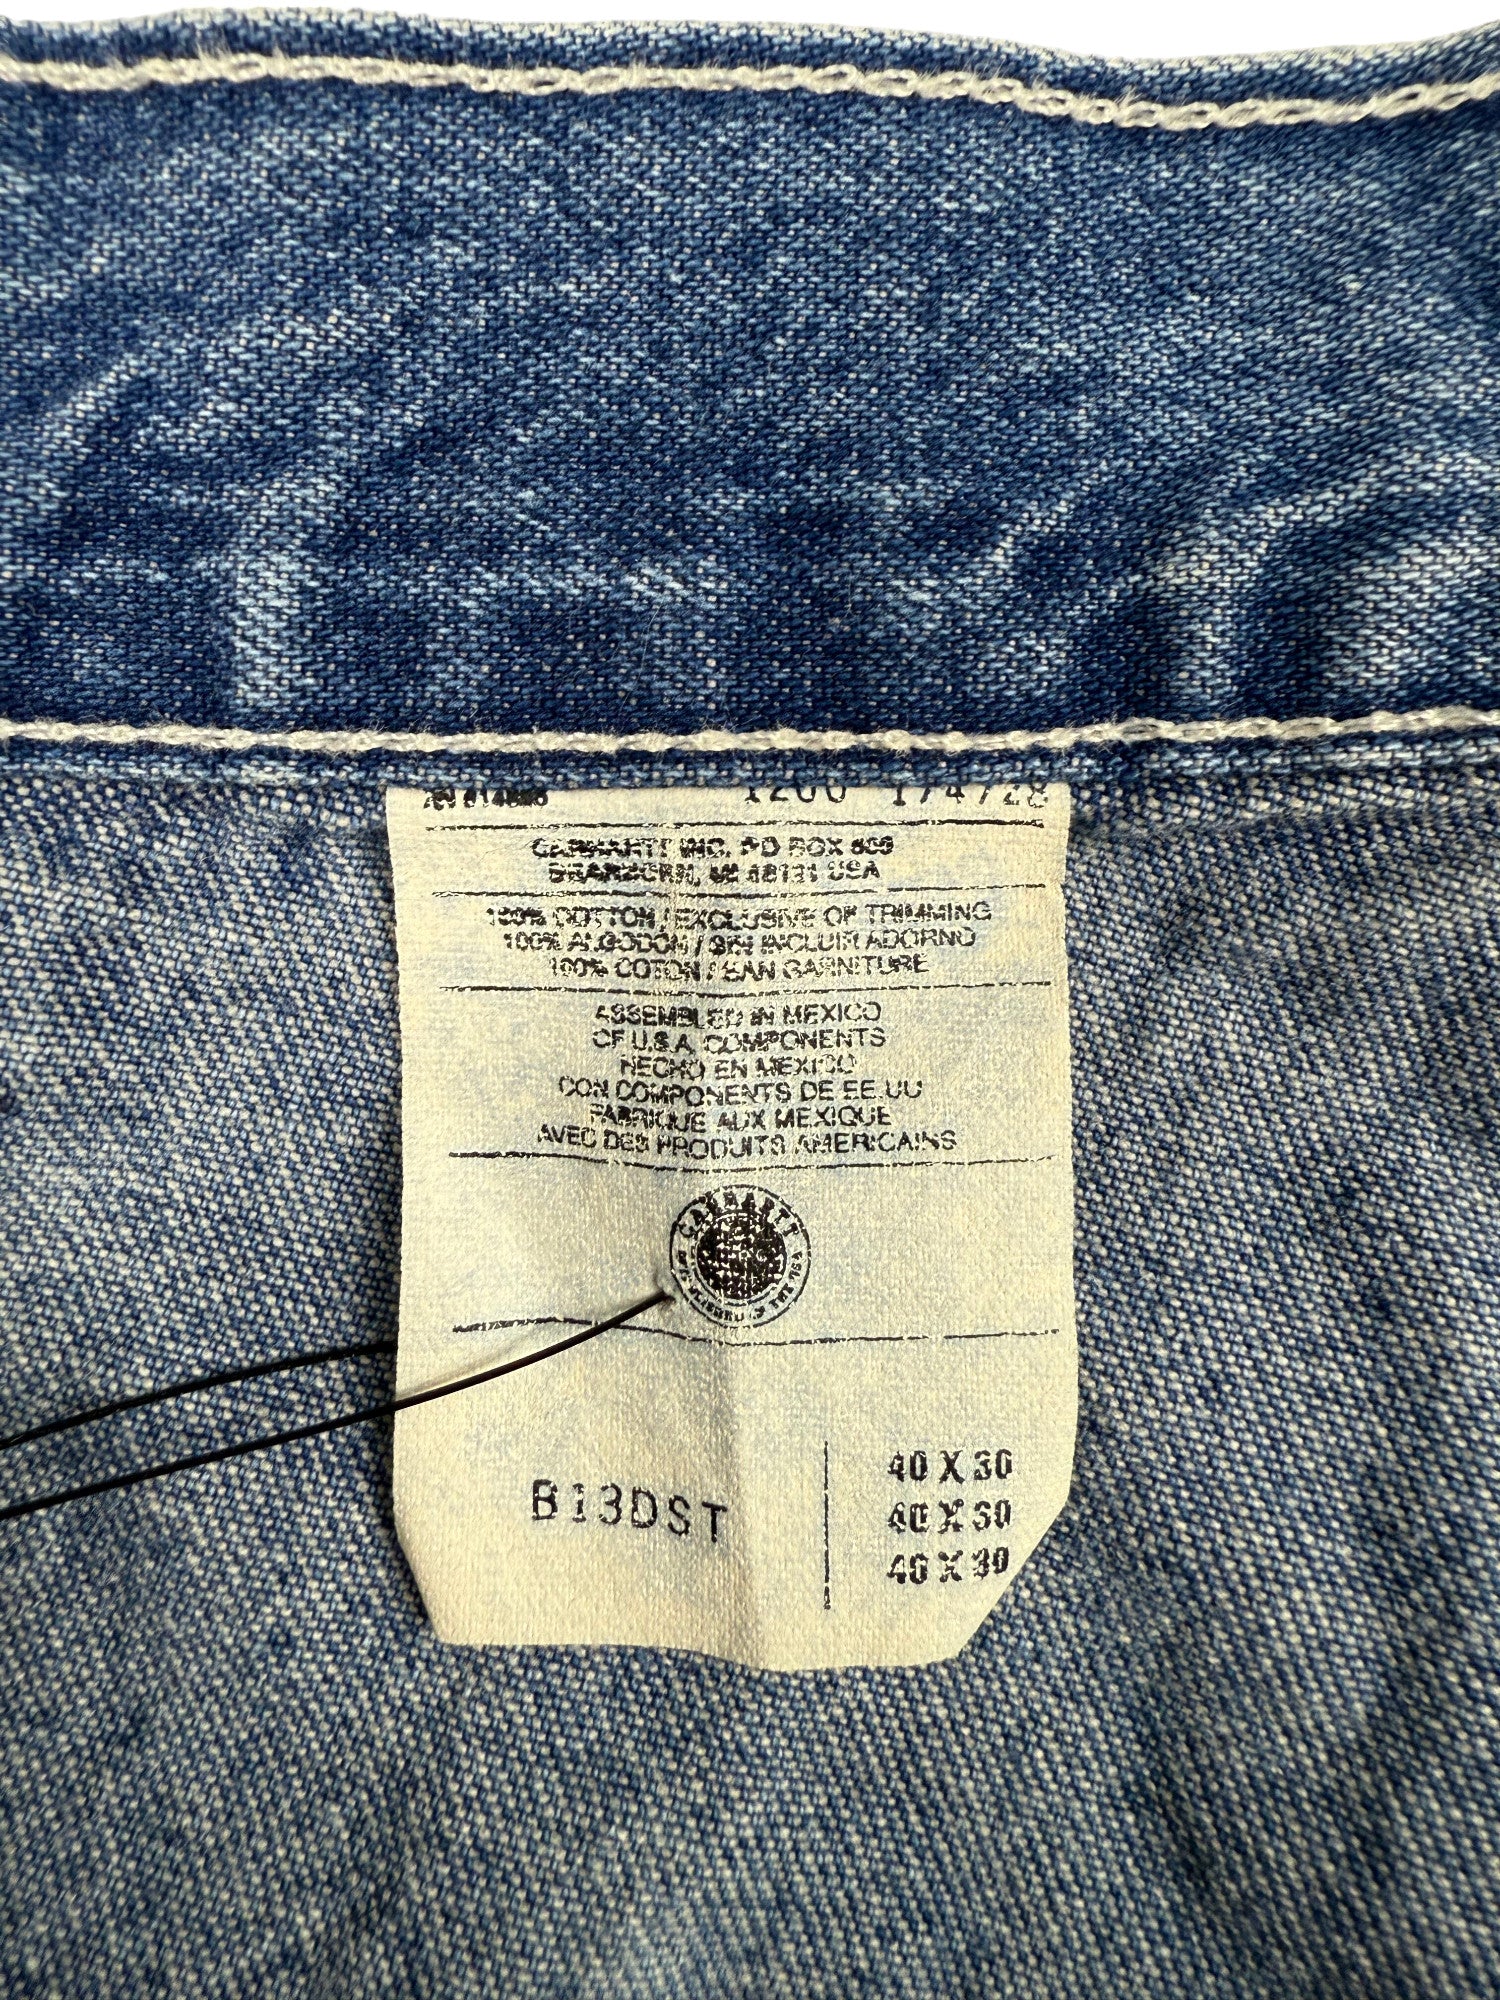 RN 014806 1200 174728
CARHARTT INC. PO BOX 600
DEARBORN, MI 48121 USA
100% COTTON / EXCLUSIVE OF TRIMMING
100% ALGODON / SIN INCLUIR ADORNO
100% COTON / SAN GARNITURE
ASSEMBLED IN MEXICO
OF U.S.A. COMPONENTS
HECHO EN MEXICO
CON COMPONENTS DE EE.UU
FABRIQUE AUX MEXIQUE
AVEC DES PRODUITS AMERICAINS
CARHARTT
B13DST
40 X 30
40 X 30
40 X 30